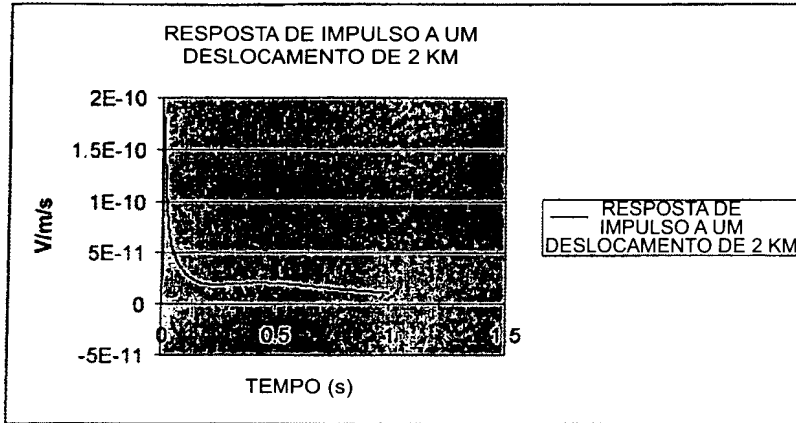 RESPOSTA DE IMPULSO A UM
DESLOCAMENTO DE 2 KM
2E-10
1.5E-10
1E-10
5E-11
0
-5E-11
V/m/s
0
0.5
1
1.5
TEMPO (s)
RESPOSTA DE
IMPULSO A UM
DESLOCAMENTO DE 2 KM